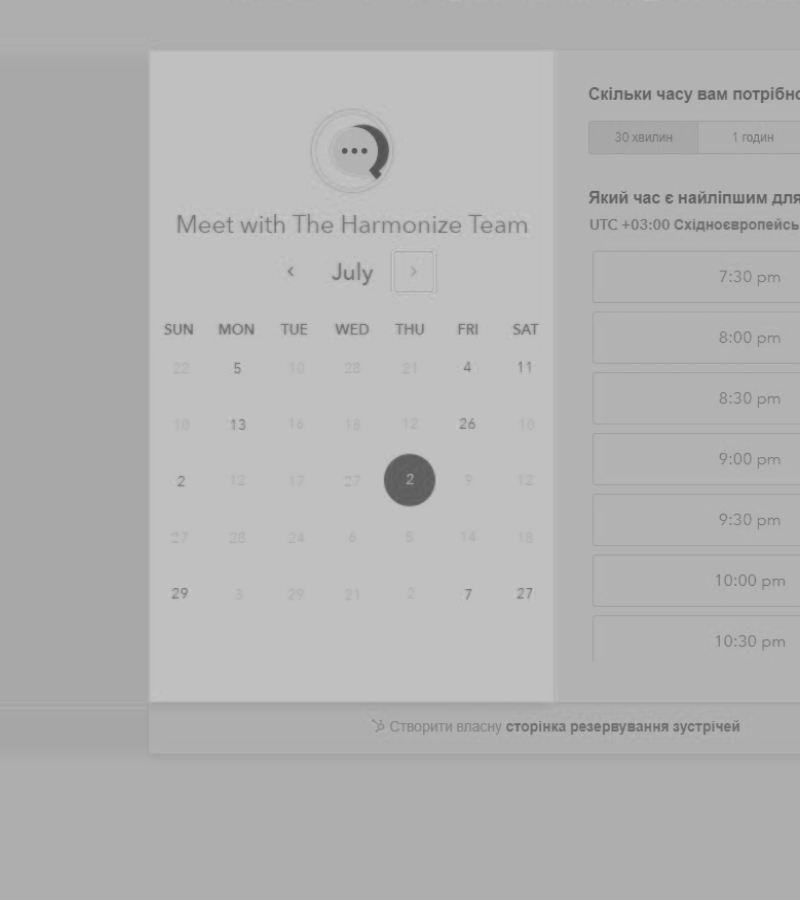 Meet with The Harmonize Team
July
SUN MON TUE WED THU FRI SAT
22 5 10 28 21 4 11
10 13 16 18 12 26 10
2 12 17 27 2 9 12
27 28 24 6 5 14 18
29 3 29 21 2 7 27
Скільки часу вам потрібно
30 хвилин 1 годин
Який час є найліпшим для
UTC +03:00 Східноєвропейсь
7:30 pm
8:00 pm
8:30 pm
9:00 pm
9:30 pm
10:00 pm
10:30 pm
Створити власну сторінка резервування зустрічей